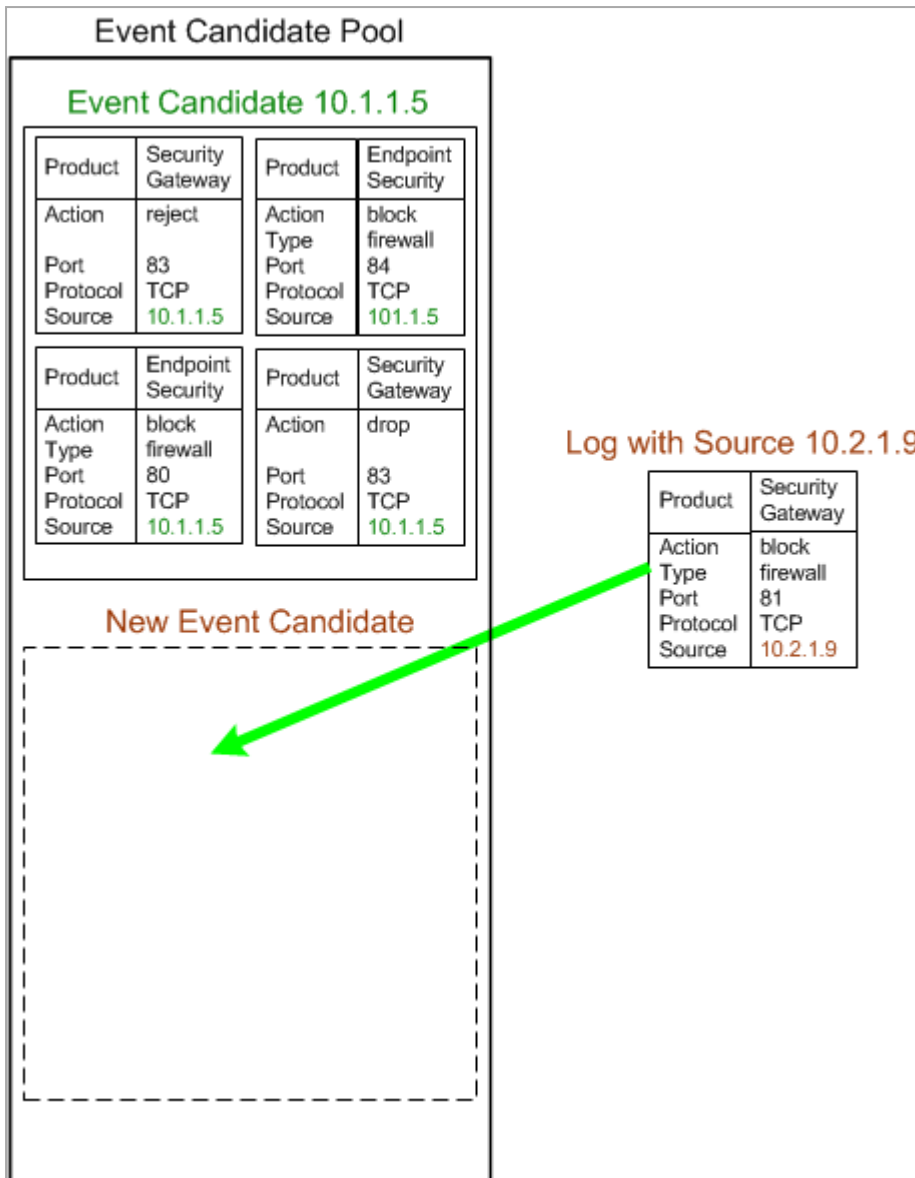 Event Candidate Pool
Event Candidate 10.1.1.5
Product Security Gateway
Action reject
Port 83
Protocol TCP
Source 10.1.1.5
Product Endpoint Security
Action block
Type firewall
Port 84
Protocol TCP
Source 101.1.5
Product Endpoint Security
Action block
Type firewall
Port 80
Protocol TCP
Source 10.1.1.5
Product Security Gateway
Action drop
Port 83
Protocol TCP
Source 10.1.1.5
Log with Source 10.2.1.9
Product Security Gateway
Action block
Type firewall
Port 81
Protocol TCP
Source 10.2.1.9
New Event Candidate